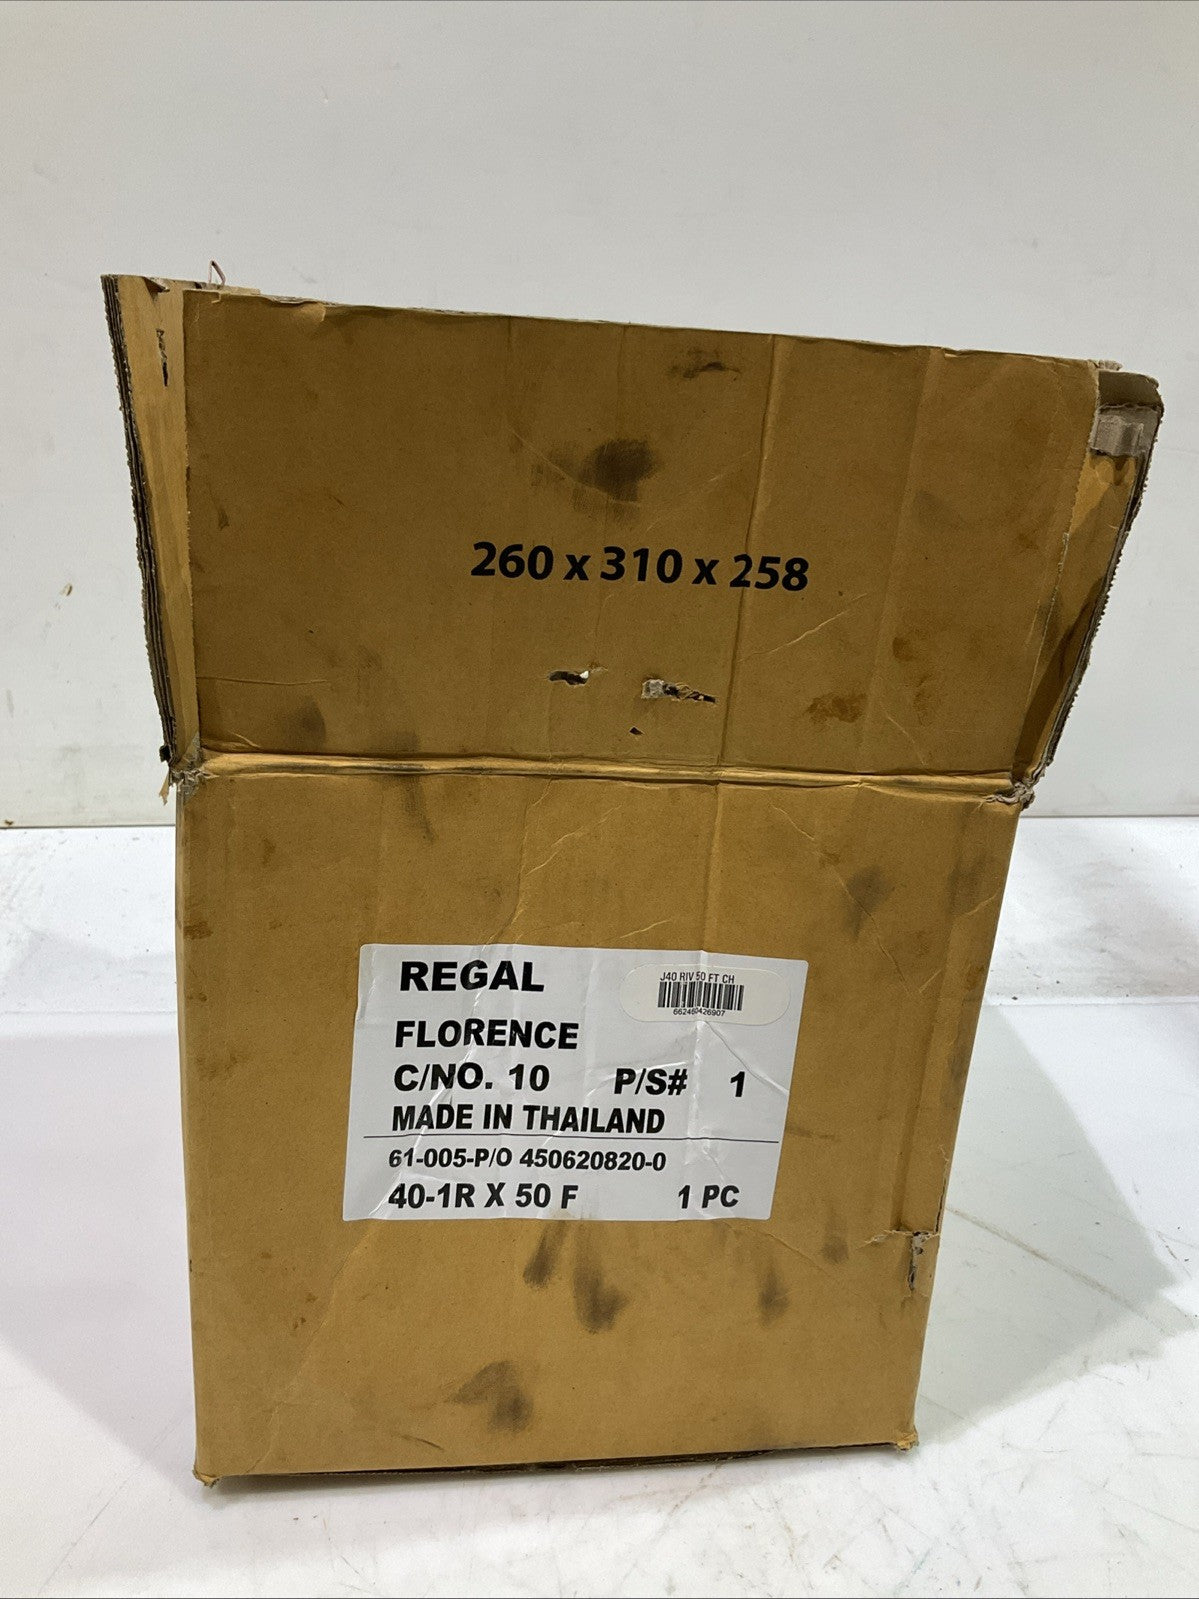 260 x 310 x 258
REGAL
J40 RIV 50 FT CH
662460426907
FLORENCE
C/NO. 10 P/S# 1
MADE IN THAILAND
61-005-P/O 450620820-0
40-1R X 50 F 1 PC